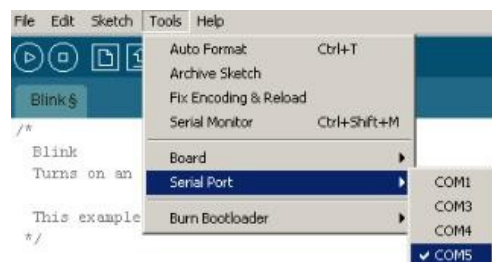 File Edit Sketch Tools Help
Auto Format Ctrl+T
Archive Sketch
Fix Encoding & Reload
Serial Monitor Ctrl+Shift+M
Board
Serial Port
Burn Bootloader
COM1
COM3
COM4
COM5
Blink§
/*
Blink
Turns on an
This example
*/